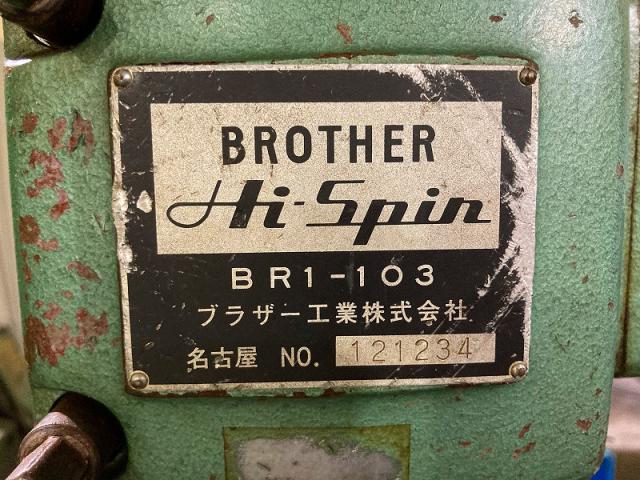 BROTHER
Hi-Spin
BR1-103
ブラザー工業株式会社
名古屋 NO. 121234